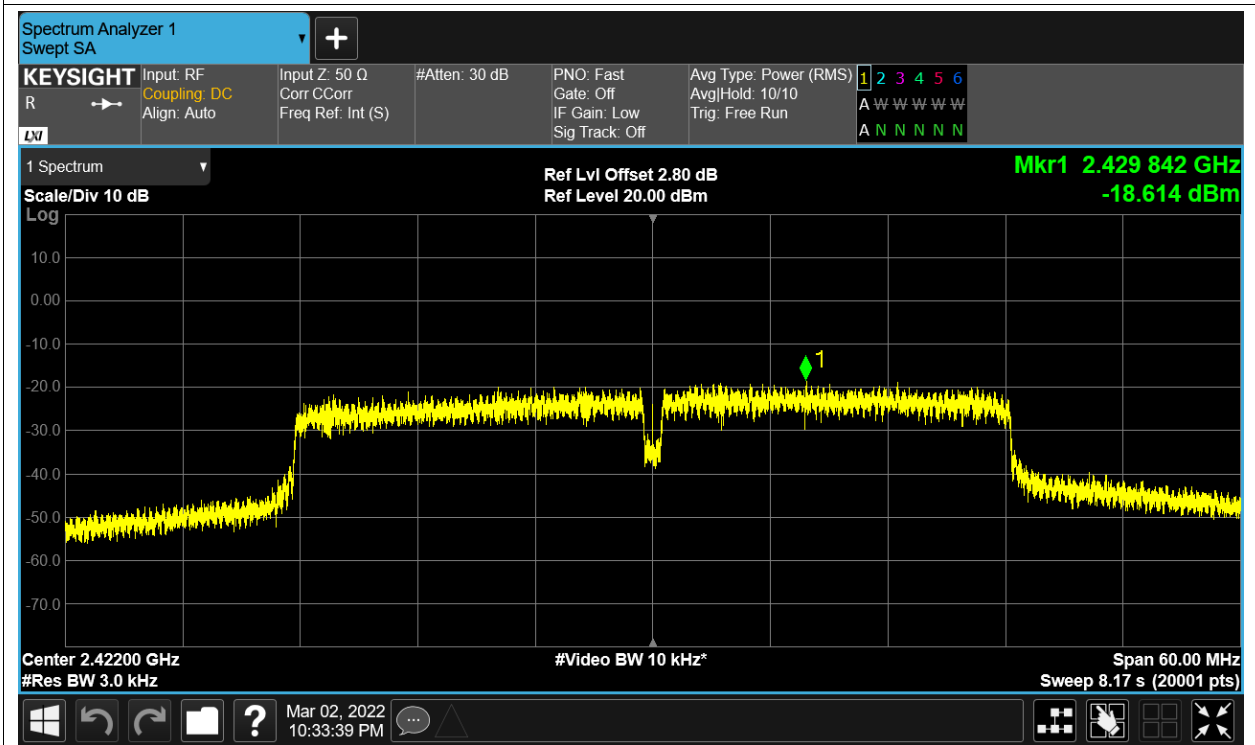 Spectrum Analyzer 1
Swept SA
KEYSIGHT
R
LXI
Input: RF
Coupling: DC
Align: Auto
Input Z: 50 Ω
Corr CCorr
Freq Ref: Int (S)
#Atten: 30 dB
PNO: Fast
Gate: Off
IF Gain: Low
Sig Track: Off
Avg Type: Power (RMS)
Avg|Hold: 10/10
Trig: Free Run
1 2 3 4 5 6
A W W W W W
A N N N N N
1 Spectrum
Scale/Div 10 dB
Log
Ref Lvl Offset 2.80 dB
Ref Level 20.00 dBm
Mkr1 2.429 842 GHz
-18.614 dBm
10.0
0.00
-10.0
-20.0
-30.0
-40.0
-50.0
-60.0
-70.0
1
Center 2.42200 GHz
#Res BW 3.0 kHz
#Video BW 10 kHz*
Span 60.00 MHz
Sweep 8.17 s (20001 pts)
?
Mar 02, 2022
10:33:39 PM